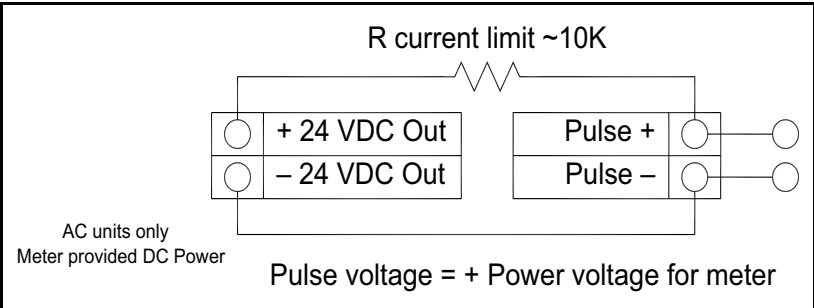 R current limit ~10K
+ 24 VDC Out
Pulse +
– 24 VDC Out
Pulse –
AC units only
Meter provided DC Power
Pulse voltage = + Power voltage for meter